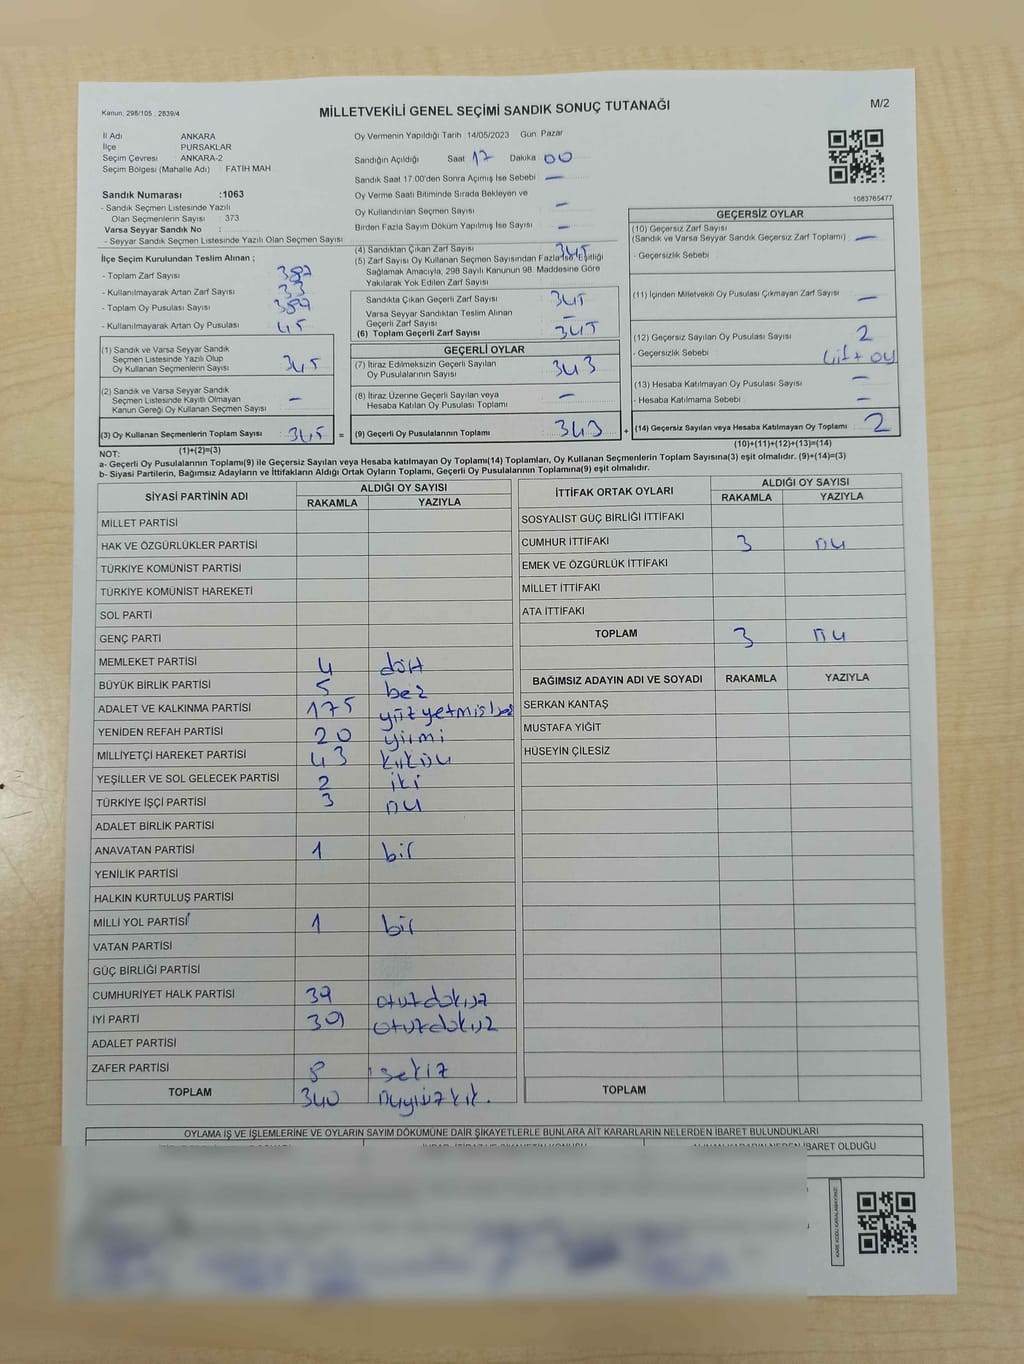 Kanun: 298/105 ; 2839/4
MİLLETVEKİLİ GENEL SEÇİMİ SANDIK SONUÇ TUTANAĞI
M/2
İl Adı ANKARA
İlçe PURSAKLAR
Seçim Çevresi : ANKARA-2
Seçim Bölgesi (Mahalle Adı) : FATİH MAH
Sandık Numarası :1063
- Sandık Seçmen Listesinde Yazılı
Olan Seçmenlerin Sayısı : 373
Varsa Seyyar Sandık No :
- Seyyar Sandık Seçmen Listesinde Yazılı Olan Seçmen Sayısı
Oy Vermenin Yapıldığı Tarih :14/05/2023 Gün: Pazar
Sandığın Açıldığı Saat 17 Dakika 00
Sandık Saat 17:00'den Sonra Açımış İse Sebebi : —
Oy Verme Saati Bitiminde Sırada Bekleyen ve
Oy Kullandırılan Seçmen Sayısı —
Birden Fazla Sayım Döküm Yapılmış İse Sayısı : —
1063765477
İlçe Seçim Kurulundan Teslim Alınan ;
- Toplam Zarf Sayısı
- Kullanılmayarak Artan Zarf Sayısı : 33
- Toplam Oy Pusulası : 389
- Kullanılmayarak Artan Oy Pusulası : 45
(4) Sandıktan Çıkan Zarf Sayısı : 345
(5) Zarf Sayısı Oy Kullanan Seçmen Sayısından Fazla İse, Eşitliği
Sağlamak Amacıyla, 298 Sayılı Kanunun 98. Maddesine Göre
Yakılarak Yok Edilen Zarf Sayısı :
Sandıkta Çıkan Geçerli Zarf Sayısı 345
Varsa Seyyar Sandıktan Teslim Alınan
Geçerli Zarf Sayısı —
(6) Toplam Geçerli Zarf Sayısı 345
(1) Sandık ve Varsa Seyyar Sandık
Seçmen Listesinde Yazılı Olup
Oy Kullanan Seçmenlerin Sayısı : 345
(2) Sandık ve Varsa Seyyar Sandık
Seçmen Listesinde Kayıtlı Olmayan
Kanun Gereği Oy Kullanan Seçmen Sayısı —
(3) Oy Kullanan Seçmenlerin Toplam Sayısı : 345 =
(1)+(2)=(3)
GEÇERLİ OYLAR
(7) İtiraz Edilmeksizin Geçerli Sayılan
Oy Pusulalarının Sayısı : 343
(8) İtiraz Üzerine Geçerli Sayılan veya
Hesaba Katılan Oy Pusulası Toplamı : —
(9) Geçerli Oy Pusulalarının Toplamı 343 +
GEÇERSİZ OYLAR
(10) Geçersiz Zarf Sayısı
(Sandık ve Varsa Seyyar Sandık Geçersiz Zarf Toplamı) : —
- Geçersizlik Sebebi :
(11) İçinden Milletvekili Oy Pusulası Çıkmayan Zarf Sayısı : —
(12) Geçersiz Sayılan Oy Pusulası Sayısı : 2
- Geçersizlik Sebebi : Çift oy
(13) Hesaba Katılmayan Oy Pusulası Sayısı : —
- Hesaba Katılmama Sebebi : —
(14) Geçersiz Sayılan veya Hesaba Katılmayan Oy Toplamı : 2
(10)+(11)+(12)+(13)=(14)
NOT:
a- Geçerli Oy Pusulalarının Toplamı(9) ile Geçersiz Sayılan veya Hesaba katılmayan Oy Toplamı(14) Toplamları, Oy Kullanan Seçmenlerin Toplam Sayısına(3) eşit olmalıdır. (9)+(14)=(3)
b- Siyasi Partilerin, Bağımsız Adayların ve İttifakların Aldığı Ortak Oyların Toplamı, Geçerli Oy Pusulalarının Toplamına(9) eşit olmalıdır.
SİYASİ PARTİNİN ADI ALDIĞI OY SAYISI
RAKAMLA YAZIYLA
MİLLET PARTİSİ
HAK VE ÖZGÜRLÜKLER PARTİSİ
TÜRKİYE KOMÜNİST PARTİSİ
TÜRKİYE KOMÜNİST HAREKETİ
SOL PARTİ
GENÇ PARTİ
MEMLEKET PARTİSİ 4 dört
BÜYÜK BİRLİK PARTİSİ 5 beş
ADALET VE KALKINMA PARTİSİ 175 yüzyetmişbeş
YENİDEN REFAH PARTİSİ 20 yirmi
MİLLİYETÇİ HAREKET PARTİSİ 43 kırküç
YEŞİLLER VE SOL GELECEK PARTİSİ 2 iki
TÜRKİYE İŞÇİ PARTİSİ 3 üç
ADALET BİRLİK PARTİSİ
ANAVATAN PARTİSİ 1 bir
YENİLİK PARTİSİ
HALKIN KURTULUŞ PARTİSİ
MİLLİ YOL PARTİSİ 1 bir
VATAN PARTİSİ
GÜÇ BİRLİĞİ PARTİSİ
CUMHURİYET HALK PARTİSİ 39 otuzdokuz
İYİ PARTİ 39 otuzdokuz
ADALET PARTİSİ
ZAFER PARTİSİ 8 sekiz
TOPLAM 340 üçyüzkırk.
İTTİFAK ORTAK OYLARI ALDIĞI OY SAYISI
RAKAMLA YAZIYLA
SOSYALİST GÜÇ BİRLİĞİ İTTİFAKI
CUMHUR İTTİFAKI 3 üç
EMEK VE ÖZGÜRLÜK İTTİFAKI
MİLLET İTTİFAKI
ATA İTTİFAKI
TOPLAM 3 üç
BAĞIMSIZ ADAYIN ADI VE SOYADI RAKAMLA YAZIYLA
SERKAN KANTAŞ
MUSTAFA YİĞİT
HÜSEYİN ÇİLESİZ
TOPLAM
OYLAMA İŞ VE İŞLEMLERİNE VE OYLARIN SAYIM DÖKÜMÜNE DAİR ŞİKAYETLERLE BUNLARA AİT KARARLARIN NELERDEN İBARET BULUNDUKLARI
İBARET OLDUĞU
KARE KODU KARALAMAYINIZ!